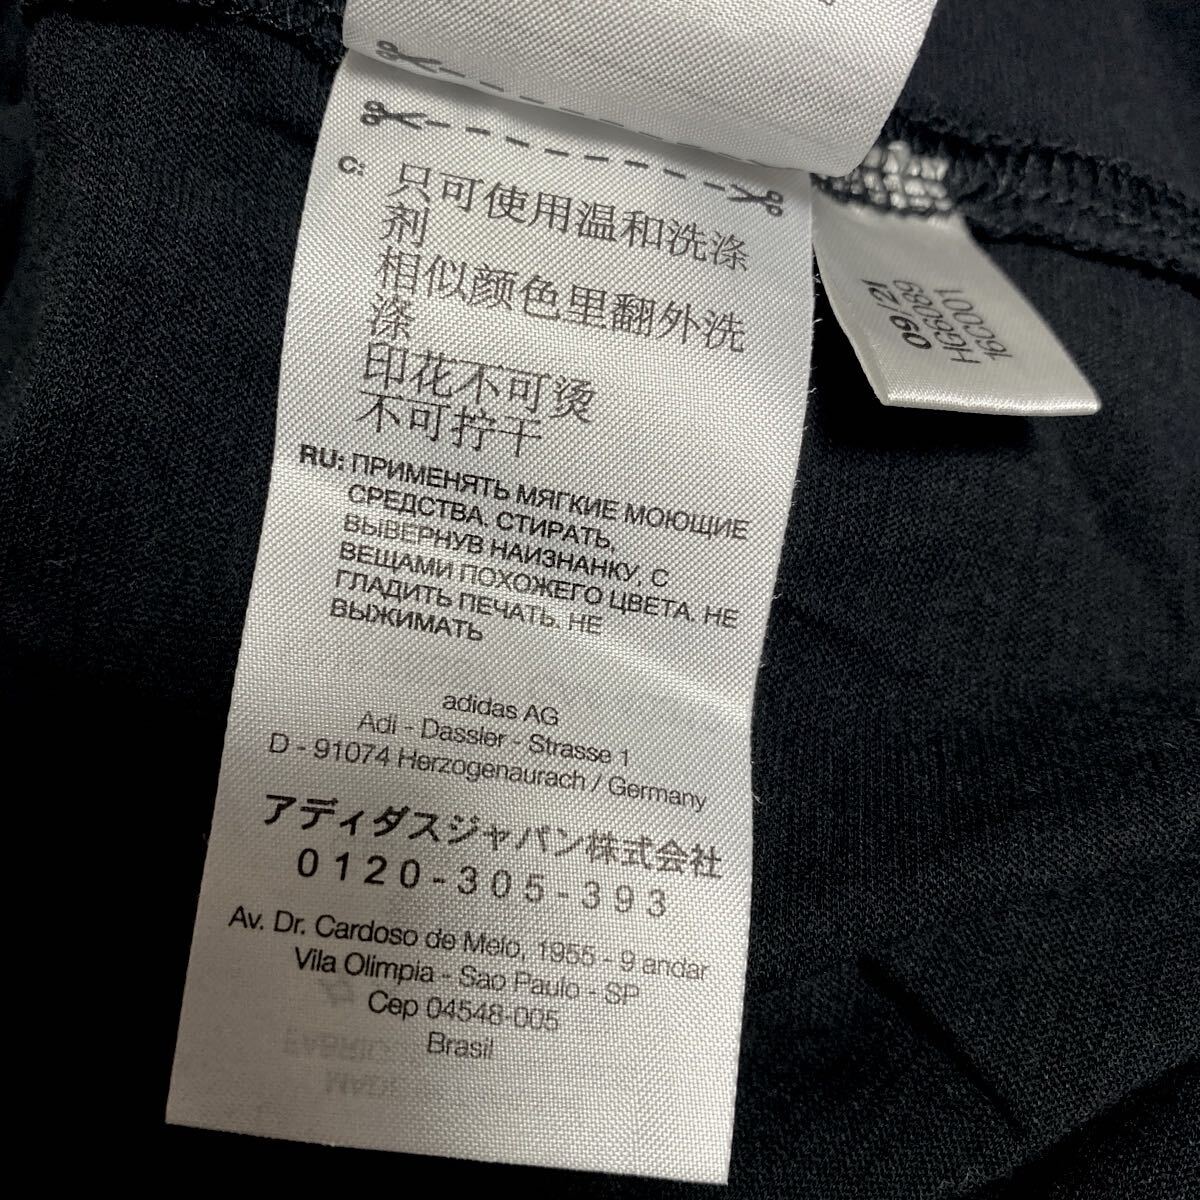 C: 只可使用温和洗涤
剂
相似颜色里翻外洗
涤
印花不可烫
不可拧干
RU: ПРИМЕНЯТЬ МЯГКИЕ МОЮЩИЕ
СРЕДСТВА. СТИРАТЬ,
ВЫВЕРНУВ НАИЗНАНКУ, С
ВЕЩАМИ ПОХОЖЕГО ЦВЕТА. НЕ
ГЛАДИТЬ ПЕЧАТЬ. НЕ
ВЫЖИМАТЬ
adidas AG
Adi - Dassler - Strasse 1
D - 91074 Herzogenaurach / Germany
アディダスジャパン株式会社
0120-305-393
Av. Dr. Cardoso de Melo, 1955 - 9 andar
Vila Olimpia - Sao Paulo - SP
Cep 04548-005
Brasil
09/21
HG6089
160001